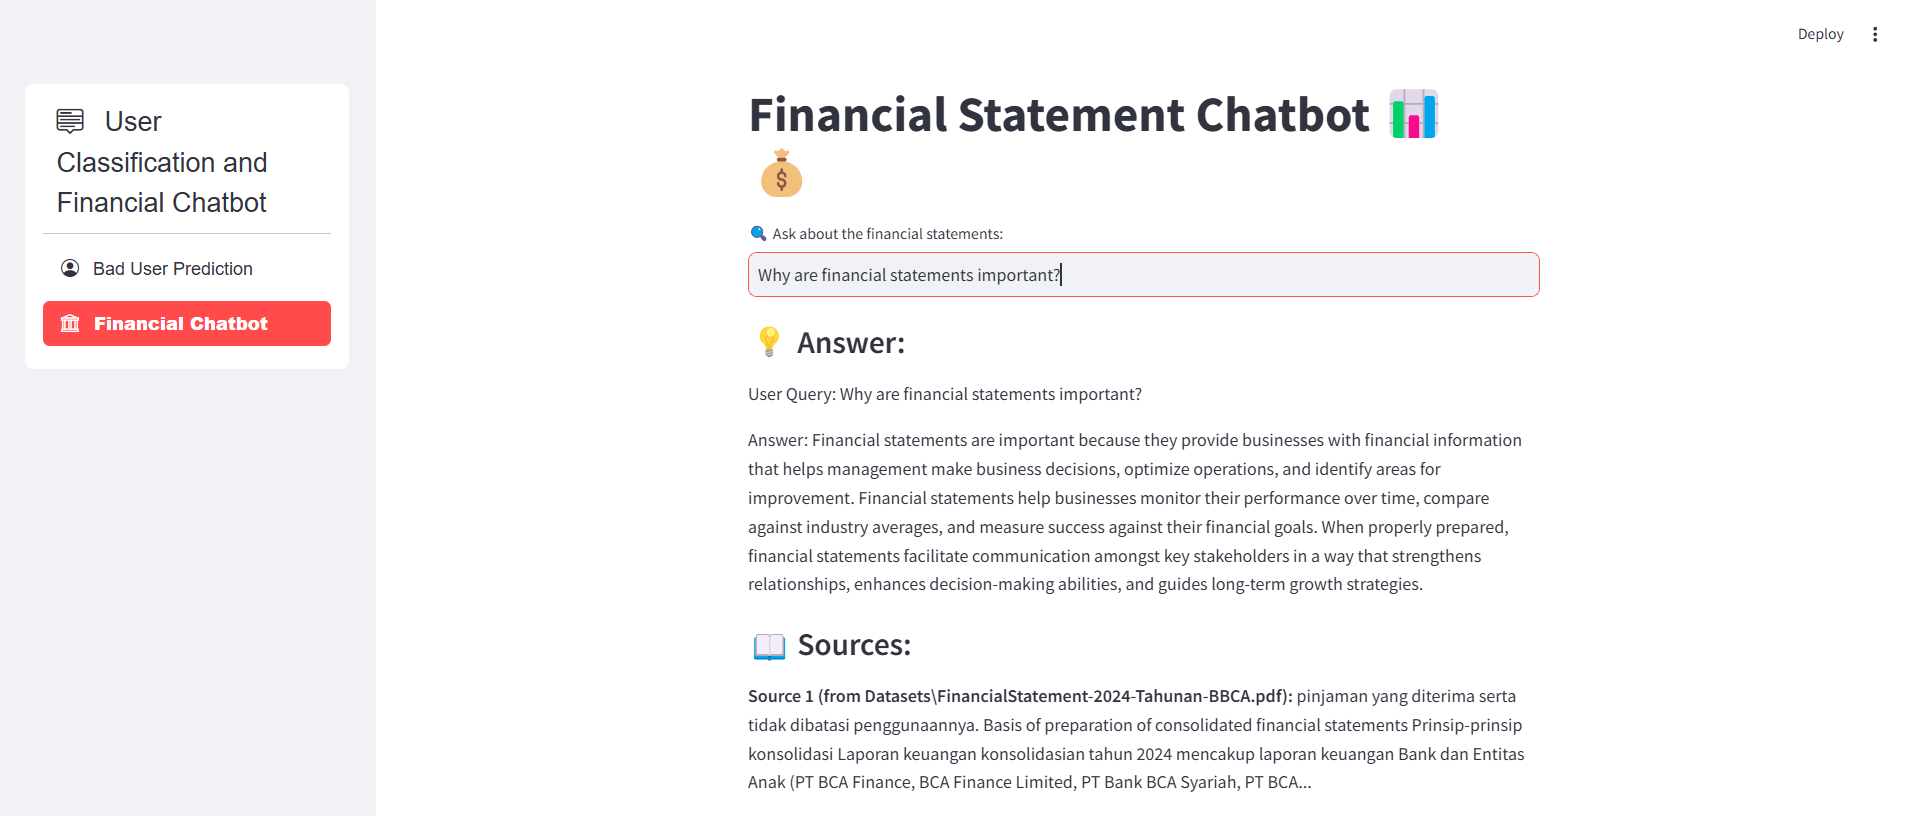 Deploy
User
Classification and
Financial Chatbot
Bad User Prediction
Financial Chatbot
Financial Statement Chatbot
$
Ask about the financial statements:
Why are financial statements important?
Answer:
User Query: Why are financial statements important?
Answer: Financial statements are important because they provide businesses with financial information
that helps management make business decisions, optimize operations, and identify areas for
improvement. Financial statements help businesses monitor their performance over time, compare
against industry averages, and measure success against their financial goals. When properly prepared,
financial statements facilitate communication amongst key stakeholders in a way that strengthens
relationships, enhances decision-making abilities, and guides long-term growth strategies.
Sources:
Source 1 (from Datasets\FinancialStatement-2024-Tahunan-BBCA.pdf): pinjaman yang diterima serta
tidak dibatasi penggunaannya. Basis of preparation of consolidated financial statements Prinsip-prinsip
konsolidasi Laporan keuangan konsolidasian tahun 2024 mencakup laporan keuangan Bank dan Entitas
Anak (PT BCA Finance, BCA Finance Limited, PT Bank BCA Syariah, PT BCA...